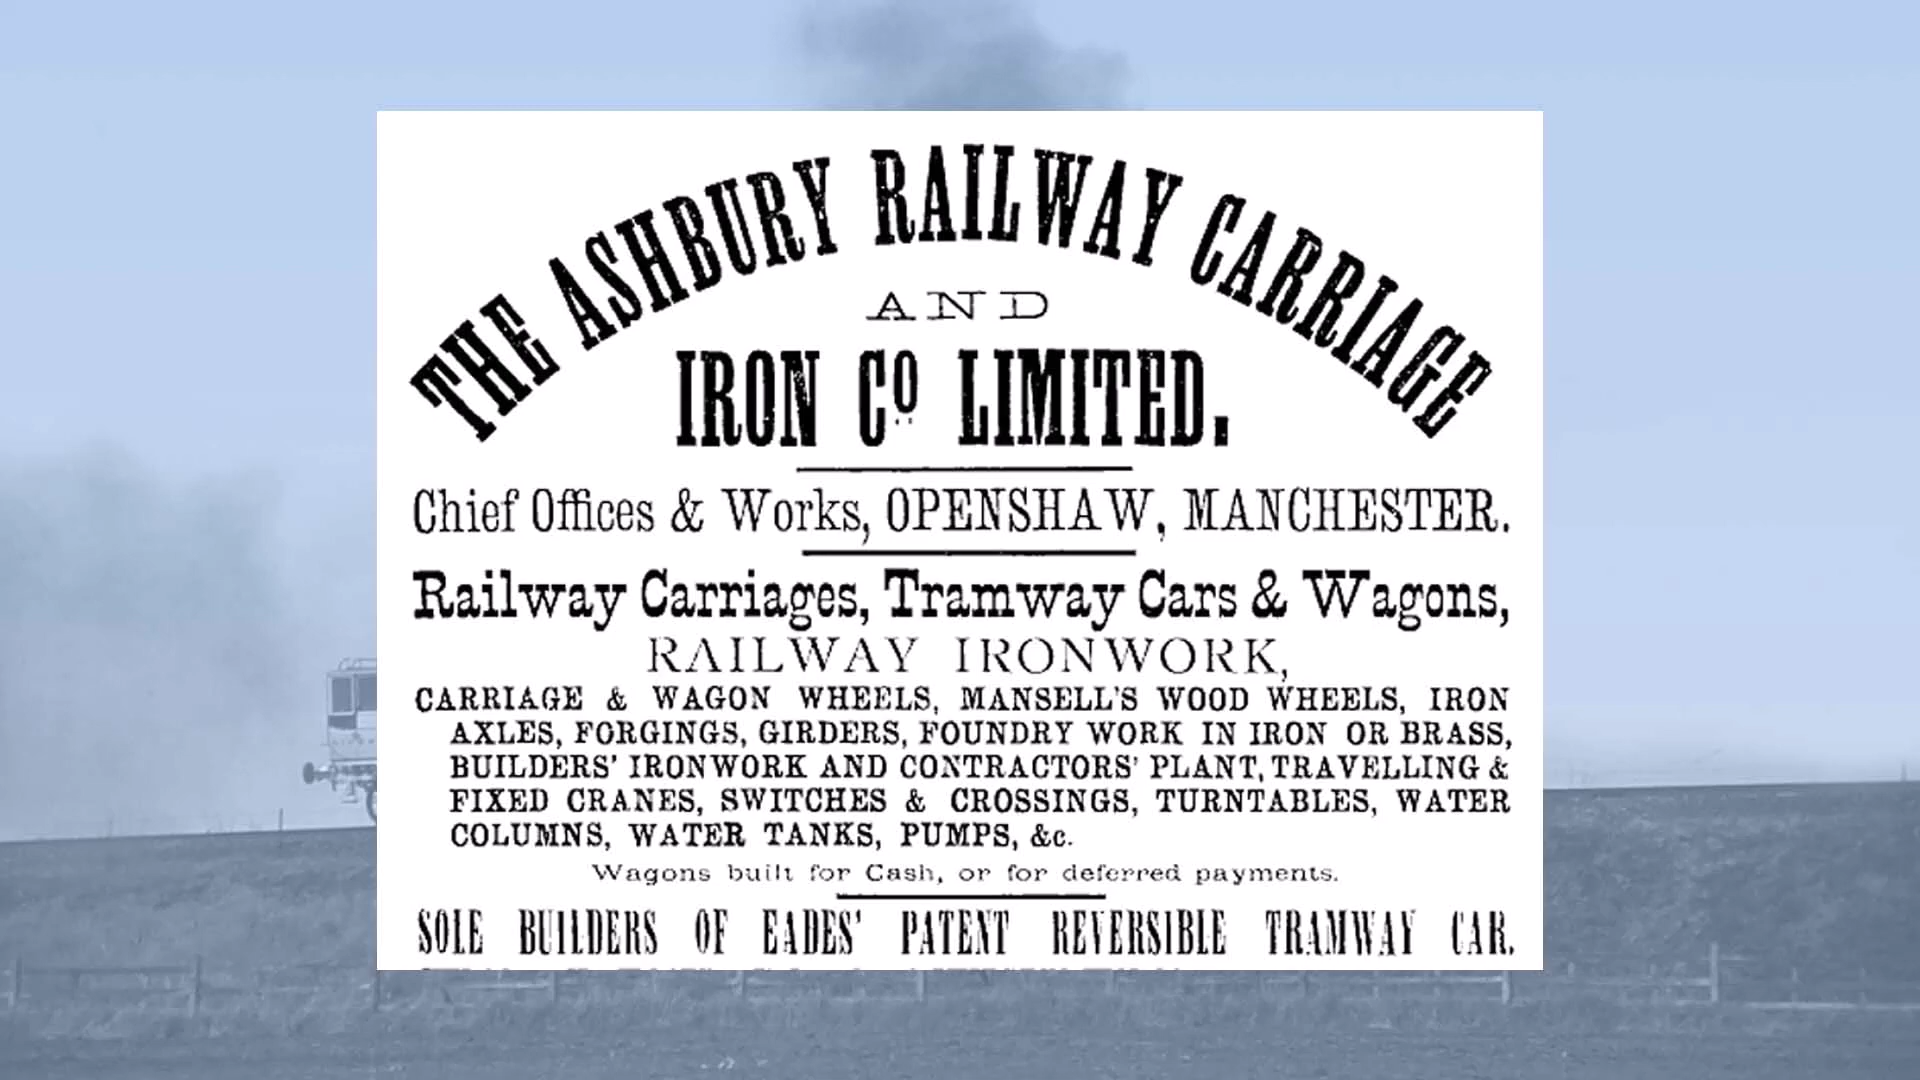 THE ASHBURY RAILWAY CARRIAGE
AND
IRON Cº LIMITED.
Chief Offices & Works, OPENSHAW, MANCHESTER.
Railway Carriages, Tramway Cars & Wagons,
RAILWAY IRONWORK,
CARRIAGE & WAGON WHEELS, MANSELL'S WOOD WHEELS, IRON
AXLES, FORGINGS, GIRDERS, FOUNDRY WORK IN IRON OR BRASS,
BUILDERS' IRONWORK AND CONTRACTORS' PLANT, TRAVELLING &
FIXED CRANES, SWITCHES & CROSSINGS, TURNTABLES, WATER
COLUMNS, WATER TANKS, PUMPS, &c.
Wagons built for Cash, or for deferred payments.
SOLE BUILDERS OF EADES' PATENT REVERSIBLE TRAMWAY CAR.